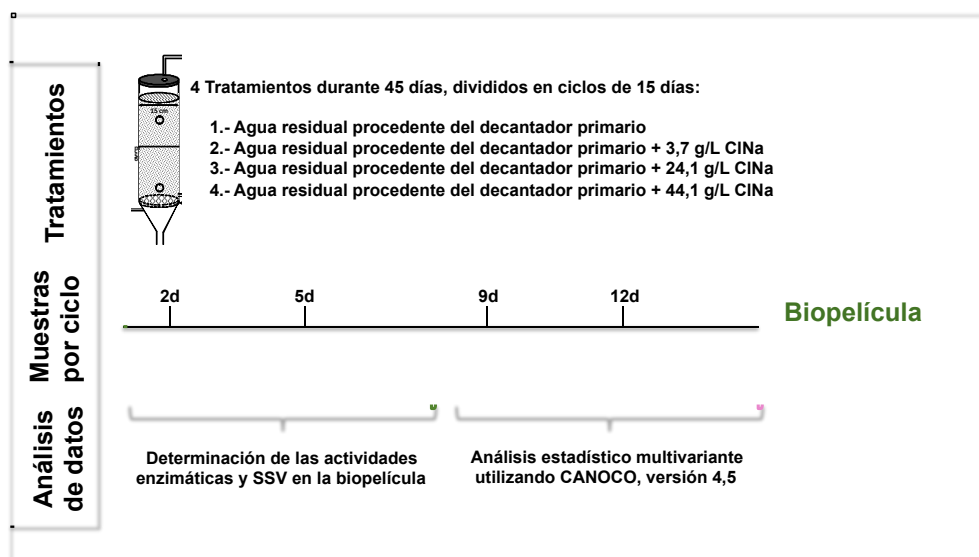 Tratamientos
15 cm
4 Tratamientos durante 45 días, divididos en ciclos de 15 días:
1.- Agua residual procedente del decantador primario
2.- Agua residual procedente del decantador primario + 3,7 g/L ClNa
3.- Agua residual procedente del decantador primario + 24,1 g/L ClNa
4.- Agua residual procedente del decantador primario + 44,1 g/L ClNa
Muestras
por ciclo
2d
5d
9d
12d
Biopelícula
Análisis
de datos
Determinación de las actividades
enzimáticas y SSV en la biopelícula
Análisis estadístico multivariante
utilizando CANOCO, versión 4,5